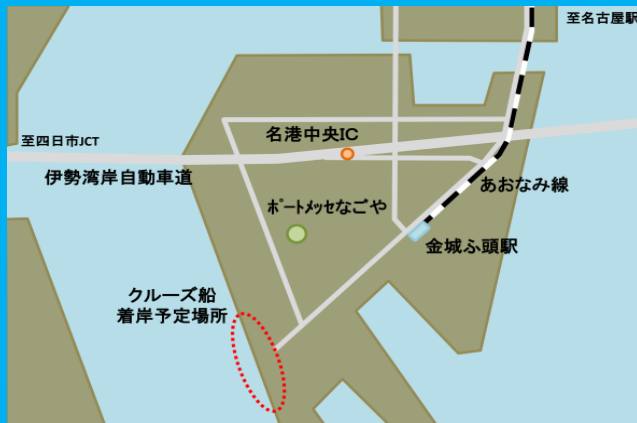 至名古屋駅
至四日市JCT
名港中央IC
伊勢湾岸自動車道
あおなみ線
ポートメッセなごや
金城ふ頭駅
クルーズ船
着岸予定場所